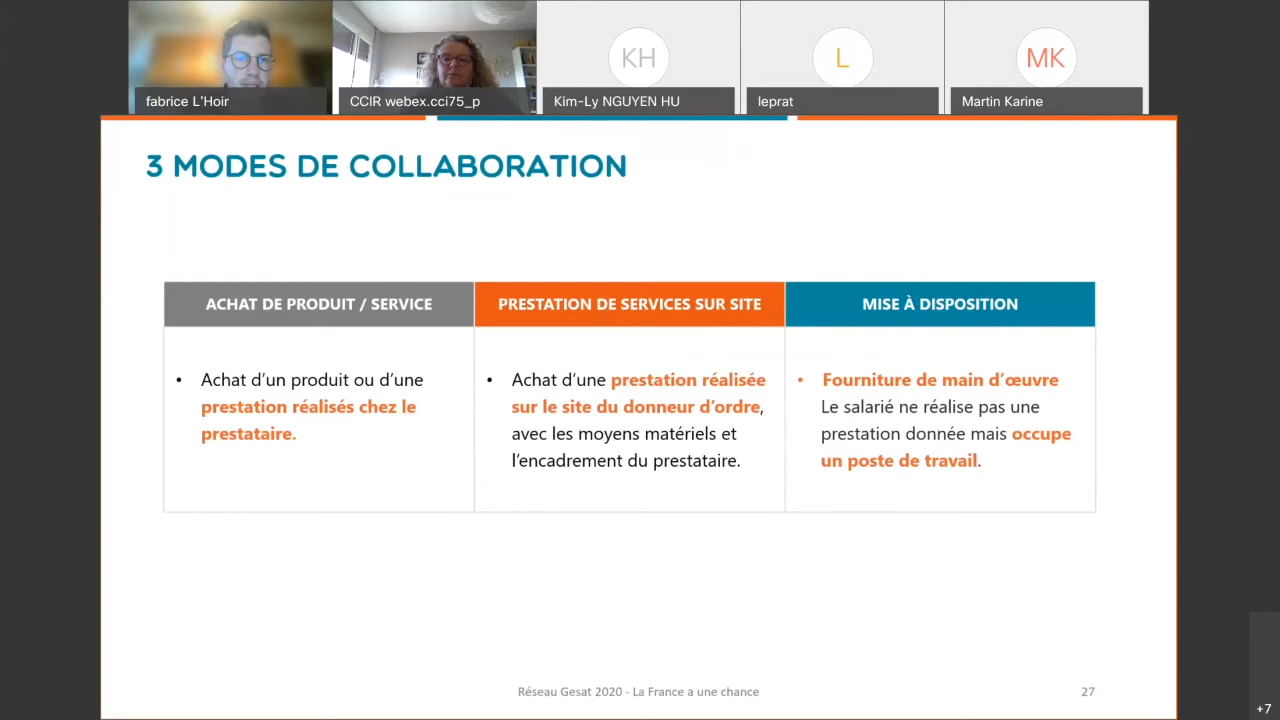 KH
L
MK
fabrice L'Hoir
CCIR webex.cci75_p
Kim-Ly NGUYEN HU
leprat
Martin Karine
3 MODES DE COLLABORATION
ACHAT DE PRODUIT / SERVICE
PRESTATION DE SERVICES SUR SITE
MISE À DISPOSITION
• Achat d’un produit ou d’une
prestation réalisés chez le
prestataire.
• Achat d’une prestation réalisée
sur le site du donneur d’ordre,
avec les moyens matériels et
l’encadrement du prestataire.
• Fourniture de main d’œuvre
Le salarié ne réalise pas une
prestation donnée mais occupe
un poste de travail.
Réseau Gesat 2020 - La France a une chance
27
+7